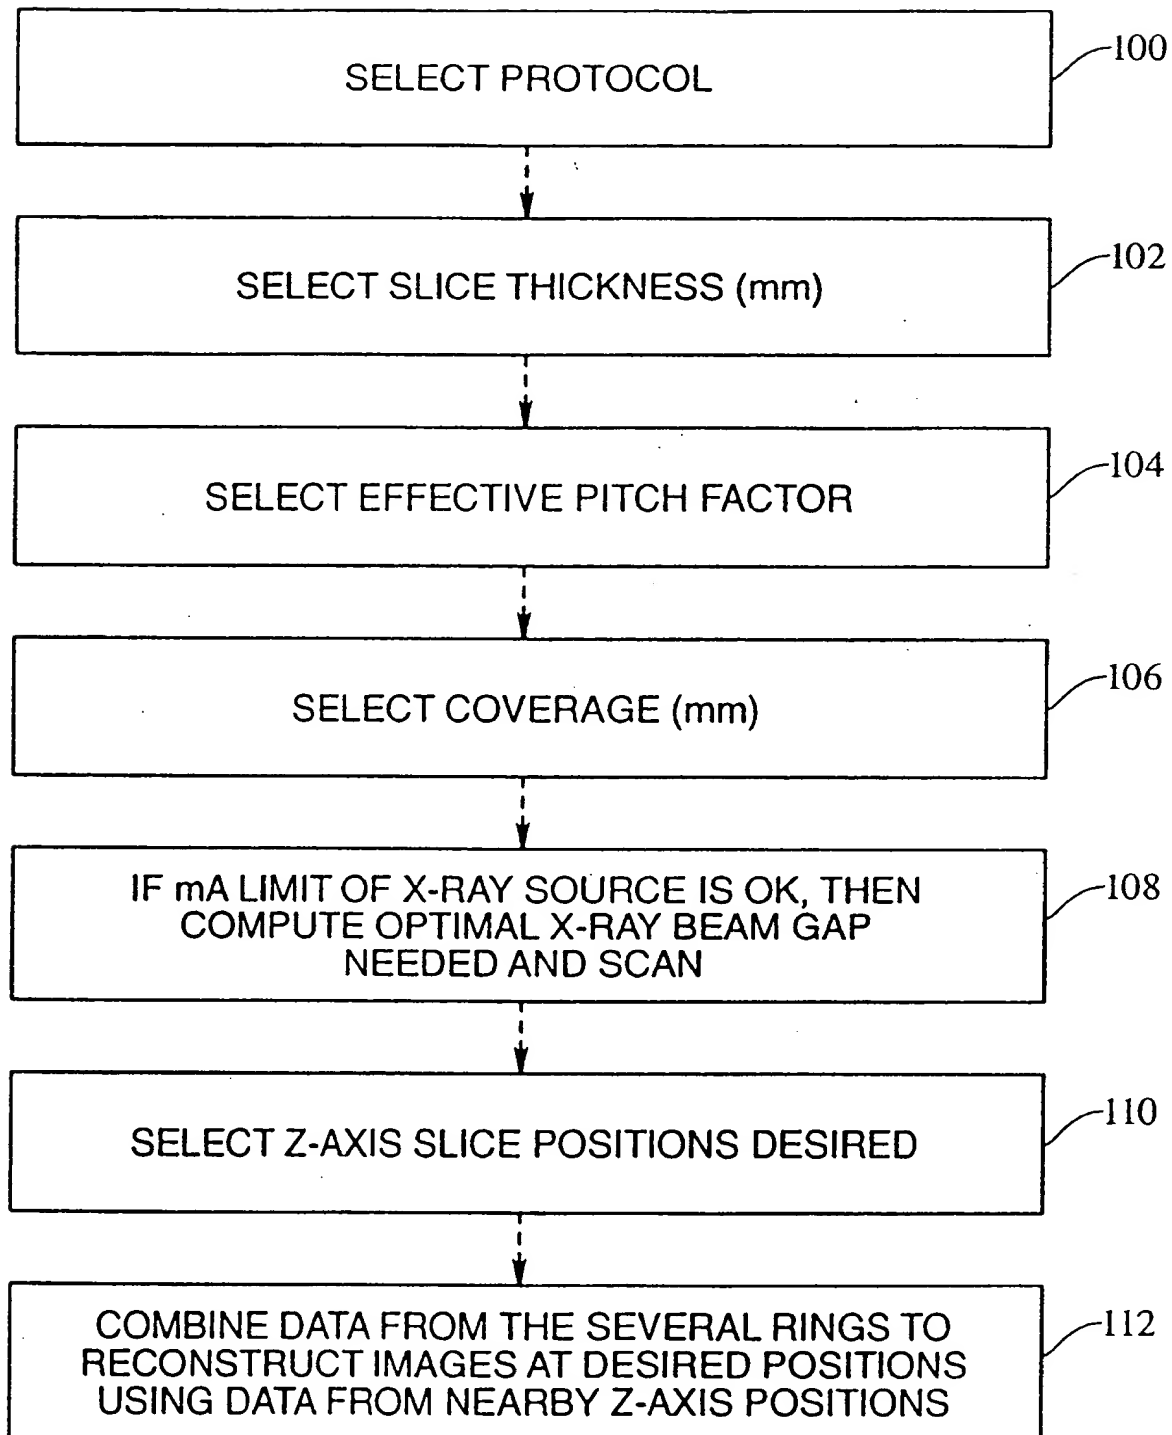 SELECT PROTOCOL
100
SELECT SLICE THICKNESS (mm)
102
SELECT EFFECTIVE PITCH FACTOR
104
SELECT COVERAGE (mm)
106
IF mA LIMIT OF X-RAY SOURCE IS OK, THEN
COMPUTE OPTIMAL X-RAY BEAM GAP
NEEDED AND SCAN
108
SELECT Z-AXIS SLICE POSITIONS DESIRED
110
COMBINE DATA FROM THE SEVERAL RINGS TO
RECONSTRUCT IMAGES AT DESIRED POSITIONS
USING DATA FROM NEARBY Z-AXIS POSITIONS
112